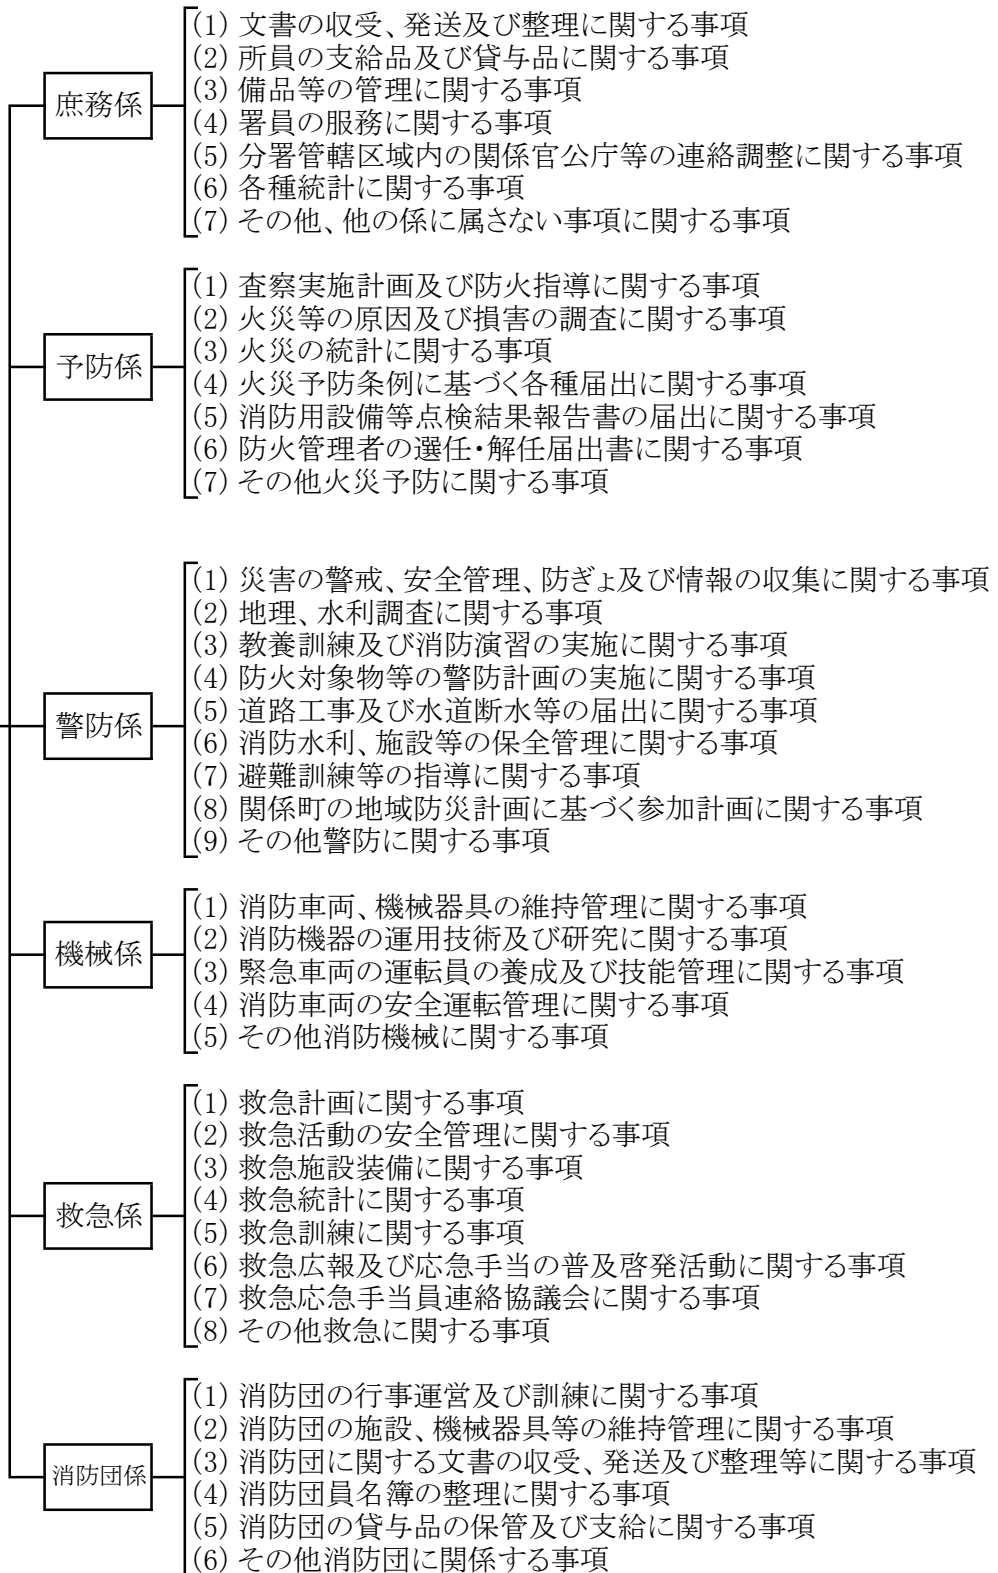 庶務係
(1) 文書の収受、発送及び整理に関する事項
(2) 所員の支給品及び貸与品に関する事項
(3) 備品等の管理に関する事項
(4) 署員の服務に関する事項
(5) 分署管轄区域内の関係官公庁等の連絡調整に関する事項
(6) 各種統計に関する事項
(7) その他、他の係に属さない事項に関する事項
予防係
(1) 査察実施計画及び防火指導に関する事項
(2) 火災等の原因及び損害の調査に関する事項
(3) 火災の統計に関する事項
(4) 火災予防条例に基づく各種届出に関する事項
(5) 消防用設備等点検結果報告書の届出に関する事項
(6) 防火管理者の選任・解任届出書に関する事項
(7) その他火災予防に関する事項
警防係
(1) 災害の警戒、安全管理、防ぎょ及び情報の収集に関する事項
(2) 地理、水利調査に関する事項
(3) 教養訓練及び消防演習の実施に関する事項
(4) 防火対象物等の警防計画の実施に関する事項
(5) 道路工事及び水道断水等の届出に関する事項
(6) 消防水利、施設等の保全管理に関する事項
(7) 避難訓練等の指導に関する事項
(8) 関係町の地域防災計画に基づく参加計画に関する事項
(9) その他警防に関する事項
機械係
(1) 消防車両、機械器具の維持管理に関する事項
(2) 消防機器の運用技術及び研究に関する事項
(3) 緊急車両の運転員の養成及び技能管理に関する事項
(4) 消防車両の安全運転管理に関する事項
(5) その他消防機械に関する事項
救急係
(1) 救急計画に関する事項
(2) 救急活動の安全管理に関する事項
(3) 救急施設装備に関する事項
(4) 救急統計に関する事項
(5) 救急訓練に関する事項
(6) 救急広報及び応急手当の普及啓発活動に関する事項
(7) 救急応急手当員連絡協議会に関する事項
(8) その他救急に関する事項
消防団係
(1) 消防団の行事運営及び訓練に関する事項
(2) 消防団の施設、機械器具等の維持管理に関する事項
(3) 消防団に関する文書の収受、発送及び整理等に関する事項
(4) 消防団員名簿の整理に関する事項
(5) 消防団の貸与品の保管及び支給に関する事項
(6) その他消防団に関係する事項